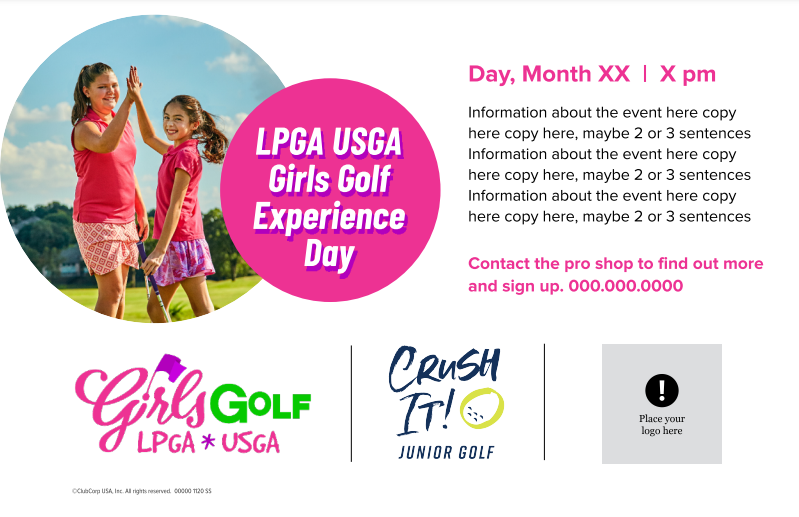 LPGA USGA
Girls Golf
Experience
Day
Day, Month XX | X pm
Information about the event here copy
here copy here, maybe 2 or 3 sentences
Information about the event here copy
here copy here, maybe 2 or 3 sentences
Information about the event here copy
here copy here, maybe 2 or 3 sentences
Contact the pro shop to find out more
and sign up. 000.000.0000
Girls GOLF
LPGA * USGA
CRUSH
IT!
JUNIOR GOLF
!
Place your
logo here
©ClubCorp USA, Inc. All rights reserved. 00000 1120 SS